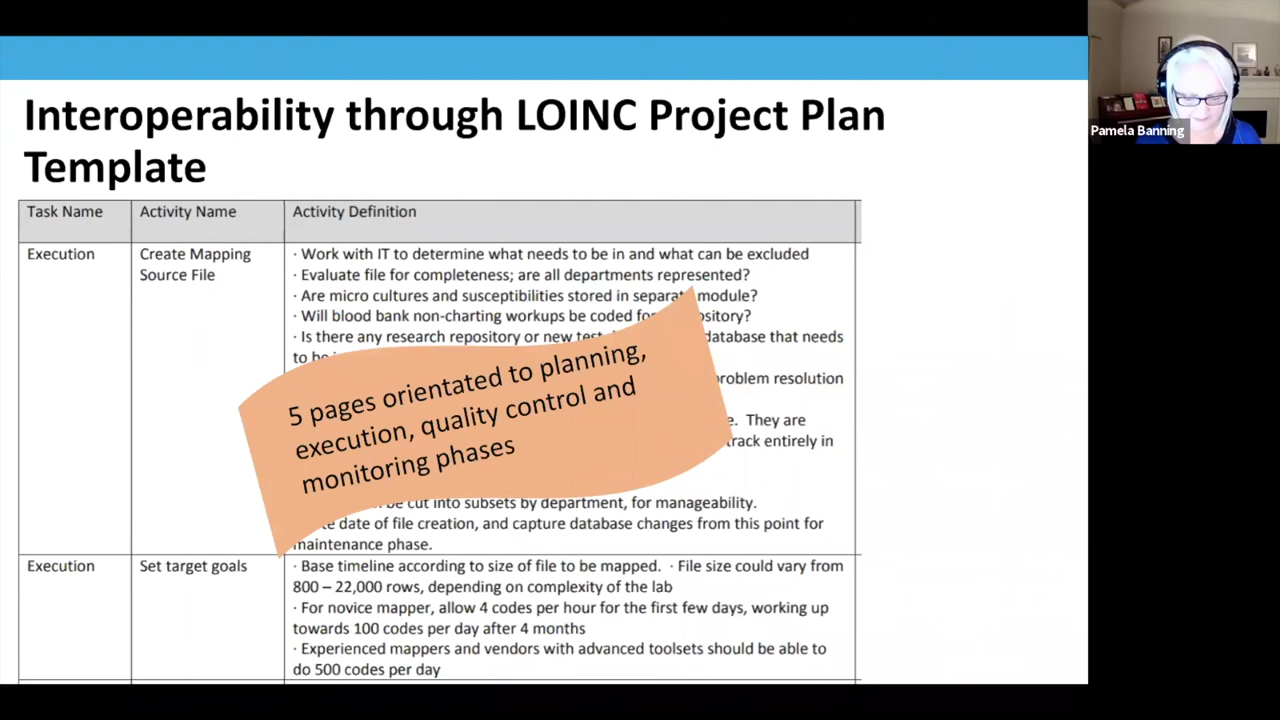 Interoperability through LOINC Project Plan
Template
Task Name
Activity Name
Activity Definition
Execution
Create Mapping
Source File
· Work with IT to determine what needs to be in and what can be excluded
· Evaluate file for completeness; are all departments represented?
· Are micro cultures and susceptibilities stored in separate module?
· Will blood bank non-charting workups be coded for
· Is there any research repository or new test database that needs
to be
problem resolution
They are
track entirely in
be cut into subsets by department, for manageability.
date of file creation, and capture database changes from this point for
maintenance phase.
5 pages orientated to planning,
execution, quality control and
monitoring phases
Execution
Set target goals
· Base timeline according to size of file to be mapped. · File size could vary from
800 – 22,000 rows, depending on complexity of the lab
· For novice mapper, allow 4 codes per hour for the first few days, working up
towards 100 codes per day after 4 months
· Experienced mappers and vendors with advanced toolsets should be able to
do 500 codes per day
Pamela Banning